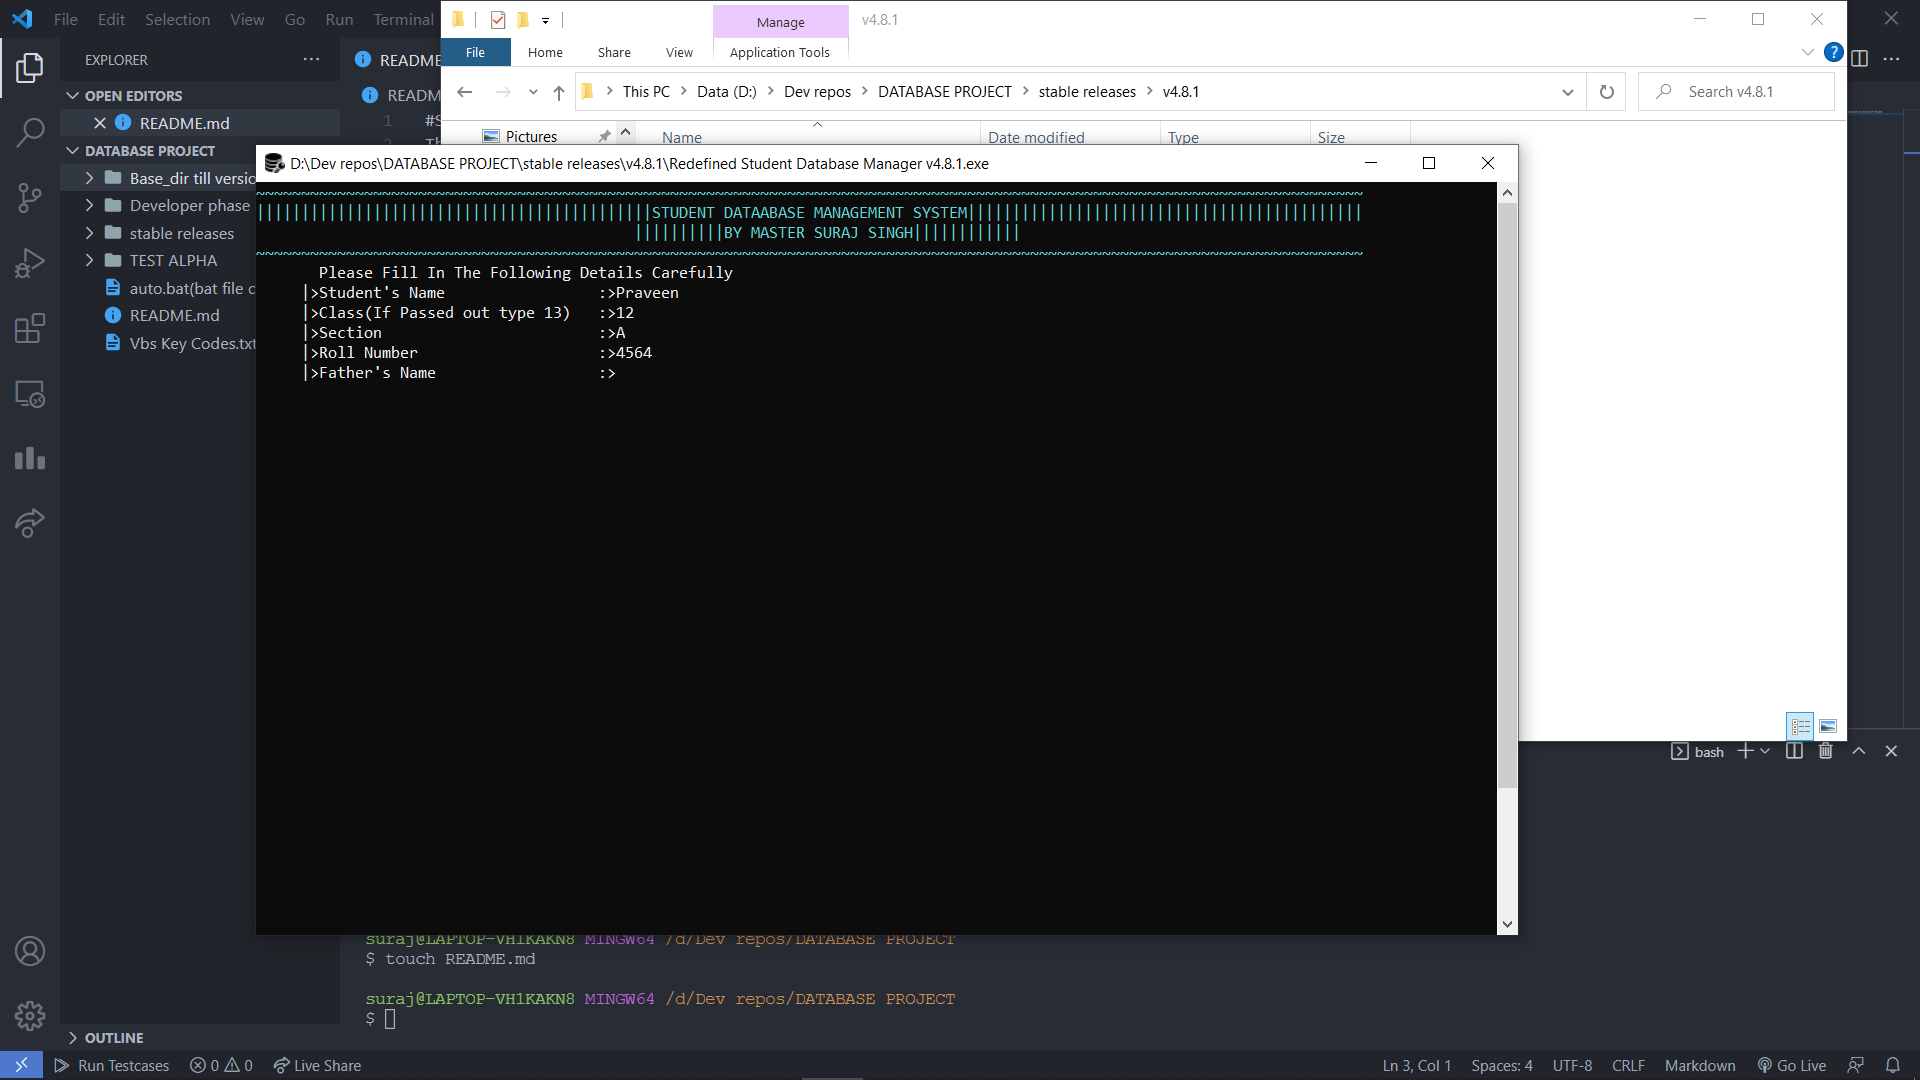 File Edit Selection View Go Run Terminal
Manage
v4.8.1
File Home Share View Application Tools
EXPLORER
README
This PC > Data (D:) > Dev repos > DATABASE PROJECT > stable releases > v4.8.1
Search v4.8.1
OPEN EDITORS
README.md
READM
1 #S
Th
Pictures
Name Date modified Type Size
DATABASE PROJECT
Base_dir till versio
Developer phase
stable releases
TEST ALPHA
auto.bat(bat file c
README.md
Vbs Key Codes.txt
D:\Dev repos\DATABASE PROJECT\stable releases\v4.8.1\Redefined Student Database Manager v4.8.1.exe
STUDENT DATAABASE MANAGEMENT SYSTEM
BY MASTER SURAJ SINGH
Please Fill In The Following Details Carefully
|>Student's Name :>Praveen
|>Class(If Passed out type 13) :>12
|>Section :>A
|>Roll Number :>4564
|>Father's Name :>
bash
suraj@LAPTOP-VH1KAKN8 MINGW64 /d/Dev repos/DATABASE PROJECT
$ touch README.md
suraj@LAPTOP-VH1KAKN8 MINGW64 /d/Dev repos/DATABASE PROJECT
$
OUTLINE
Run Testcases 0 0 Live Share
Ln 3, Col 1 Spaces: 4 UTF-8 CRLF Markdown Go Live